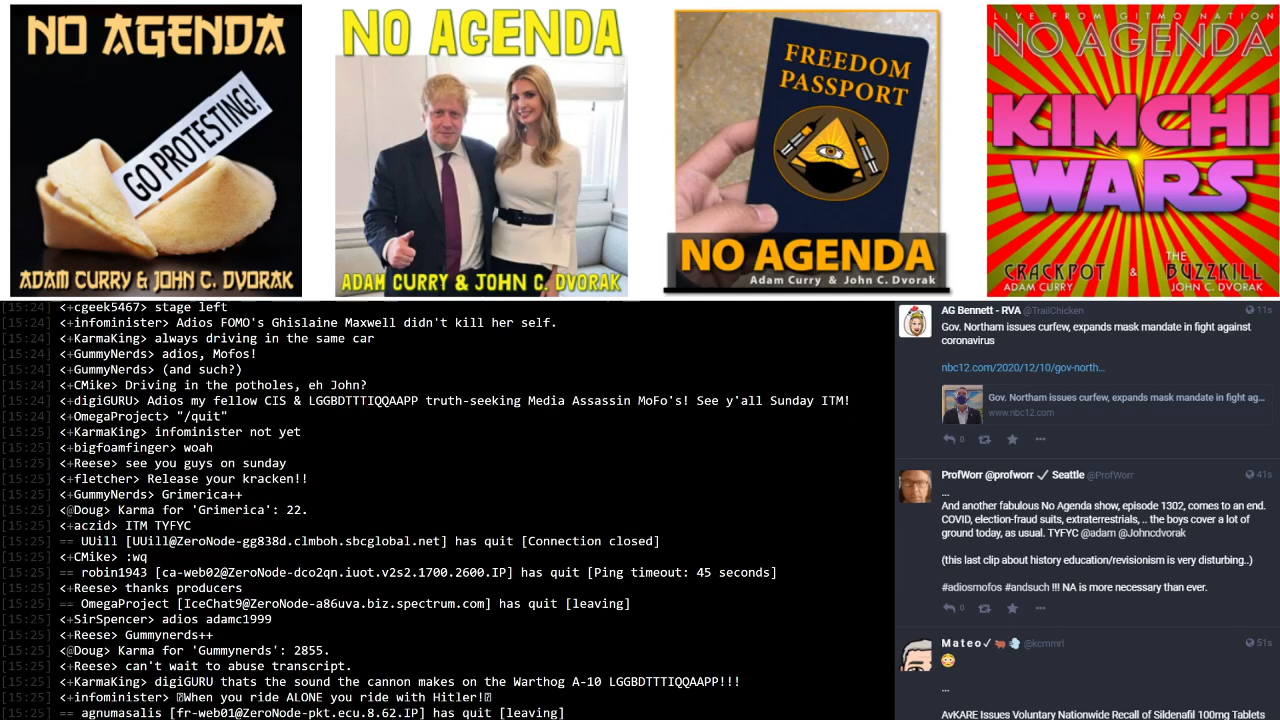 NO AGENDA
GO PROTESTING!
ADAM CURRY & JOHN C. DVORAK
NO AGENDA
ADAM CURRY & JOHN C. DVORAK
FREEDOM
PASSPORT
NO AGENDA
Adam Curry & John C. Dvorak
LIVE FROM GITMO NATION
NO AGENDA
KIMCHI
WARS
CRACKPOT & THE BUZZKILL
ADAM CURRY JOHN C. DVORAK
[15:24] <+cgeek5467> stage left
[15:24] <+infominister> Adios FOMO's Ghislaine Maxwell didn't kill her self.
[15:24] <+KarmaKing> always driving in the same car
[15:24] <+GummyNerds> adios, Mofos!
[15:24] <+GummyNerds> (and such?)
[15:24] <+CMike> Driving in the potholes, eh John?
[15:24] <+digiGURU> Adios my fellow CIS & LGGBDTTTIQQAAPP truth-seeking Media Assassin MoFo's! See y'all Sunday ITM!
[15:24] <+OmegaProject> "/quit"
[15:25] <+KarmaKing> infominister not yet
[15:25] <+bigfoamfinger> woah
[15:25] <+Reese> see you guys on sunday
[15:25] <+fletcher> Release your kracken!!
[15:25] <+GummyNerds> Grimerica++
[15:25] <@Doug> Karma for 'Grimerica': 22.
[15:25] <+aczid> ITM TYFYC
[15:25] == UUill [UUill@ZeroNode-gg838d.clmboh.sbcglobal.net] has quit [Connection closed]
[15:25] <+CMike> :wq
[15:25] == robin1943 [ca-web02@ZeroNode-dco2qn.iuot.v2s2.1700.2600.IP] has quit [Ping timeout: 45 seconds]
[15:25] <+Reese> thanks producers
[15:25] == OmegaProject [IceChat9@ZeroNode-a86uva.biz.spectrum.com] has quit [leaving]
[15:25] <+SirSpencer> adios adamc1999
[15:25] <+Reese> Gummynerds++
[15:25] <@Doug> Karma for 'Gummynerds': 2855.
[15:25] <+Reese> can't wait to abuse transcript.
[15:25] <+KarmaKing> digiGURU thats the sound the cannon makes on the Warthog A-10 LGGBDTTTIQQAAPP!!!
[15:25] <+infominister> When you ride ALONE you ride with Hitler!
[15:25] == agnumasalis [fr-web01@ZeroNode-pkt.ecu.8.62.IP] has quit [leaving]
AG Bennett - RVA @TrailChicken 11s
Gov. Northam issues curfew, expands mask mandate in fight against
coronavirus
nbc12.com/2020/12/10/gov-north…
Gov. Northam issues curfew, expands mask mandate in fight ag...
www.nbc12.com
0
ProfWorr @profworr ✓ Seattle @ProfWorr 41s
...
And another fabulous No Agenda show, episode 1302, comes to an end.
COVID, election-fraud suits, extraterrestrials, .. the boys cover a lot of
ground today, as usual. TYFYC @adam @Johncdvorak
(this last clip about history education/revisionism is very disturbing..)
#adiosmofos #andsuch !!! NA is more necessary than ever.
0
Mateo✓ 🐂💨 @kcmmrl 51s
😳
...
AvKARE Issues Voluntary Nationwide Recall of Sildenafil 100mg Tablets